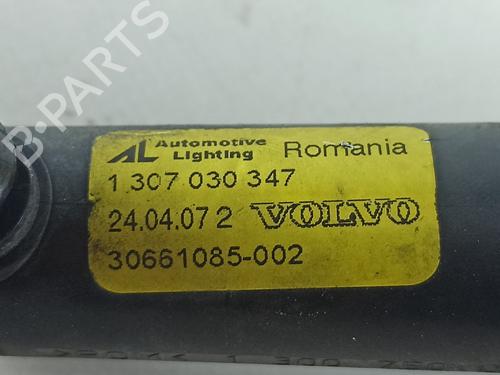 AL Automotive Lighting Romania
1 307 030 347
24.04.07 2 VOLVO
30661085-002
B-PARTS